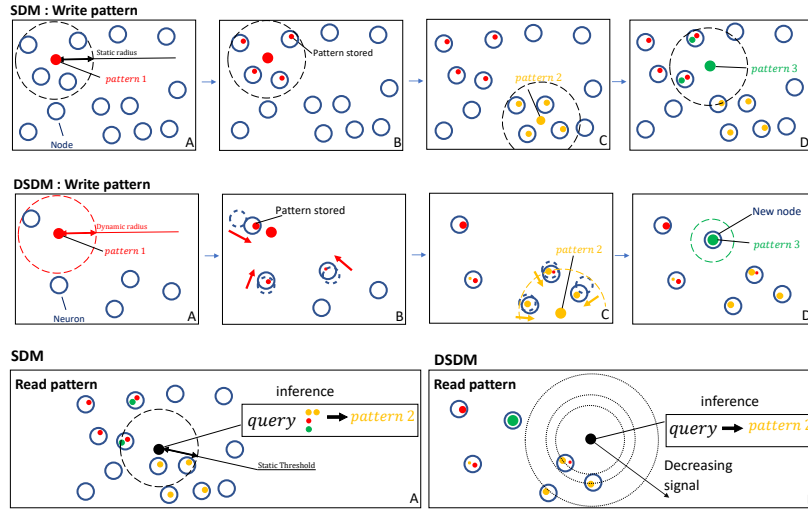 SDM : Write pattern
Static radius
pattern 1
Node
A
Pattern stored
B
pattern 2
C
pattern 3
D
DSDM : Write pattern
Dynamic radius
pattern 1
Neuron
A
Pattern stored
B
pattern 2
C
New node
pattern 3
D
SDM
Read pattern
inference
query pattern 2
Static Threshold
A
DSDM
Read pattern
inference
query pattern 2
Decreasing
signal